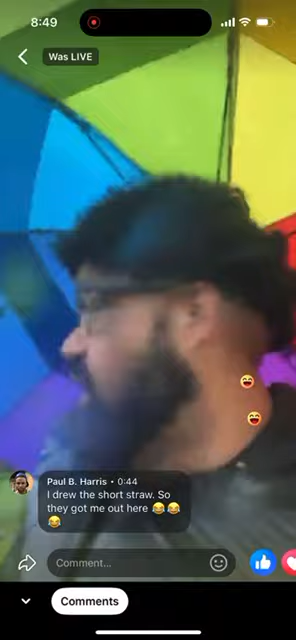 8:49
Was LIVE
Paul B. Harris • 0:44
I drew the short straw. So
they got me out here 😂😂
😂
Comment...
Comments